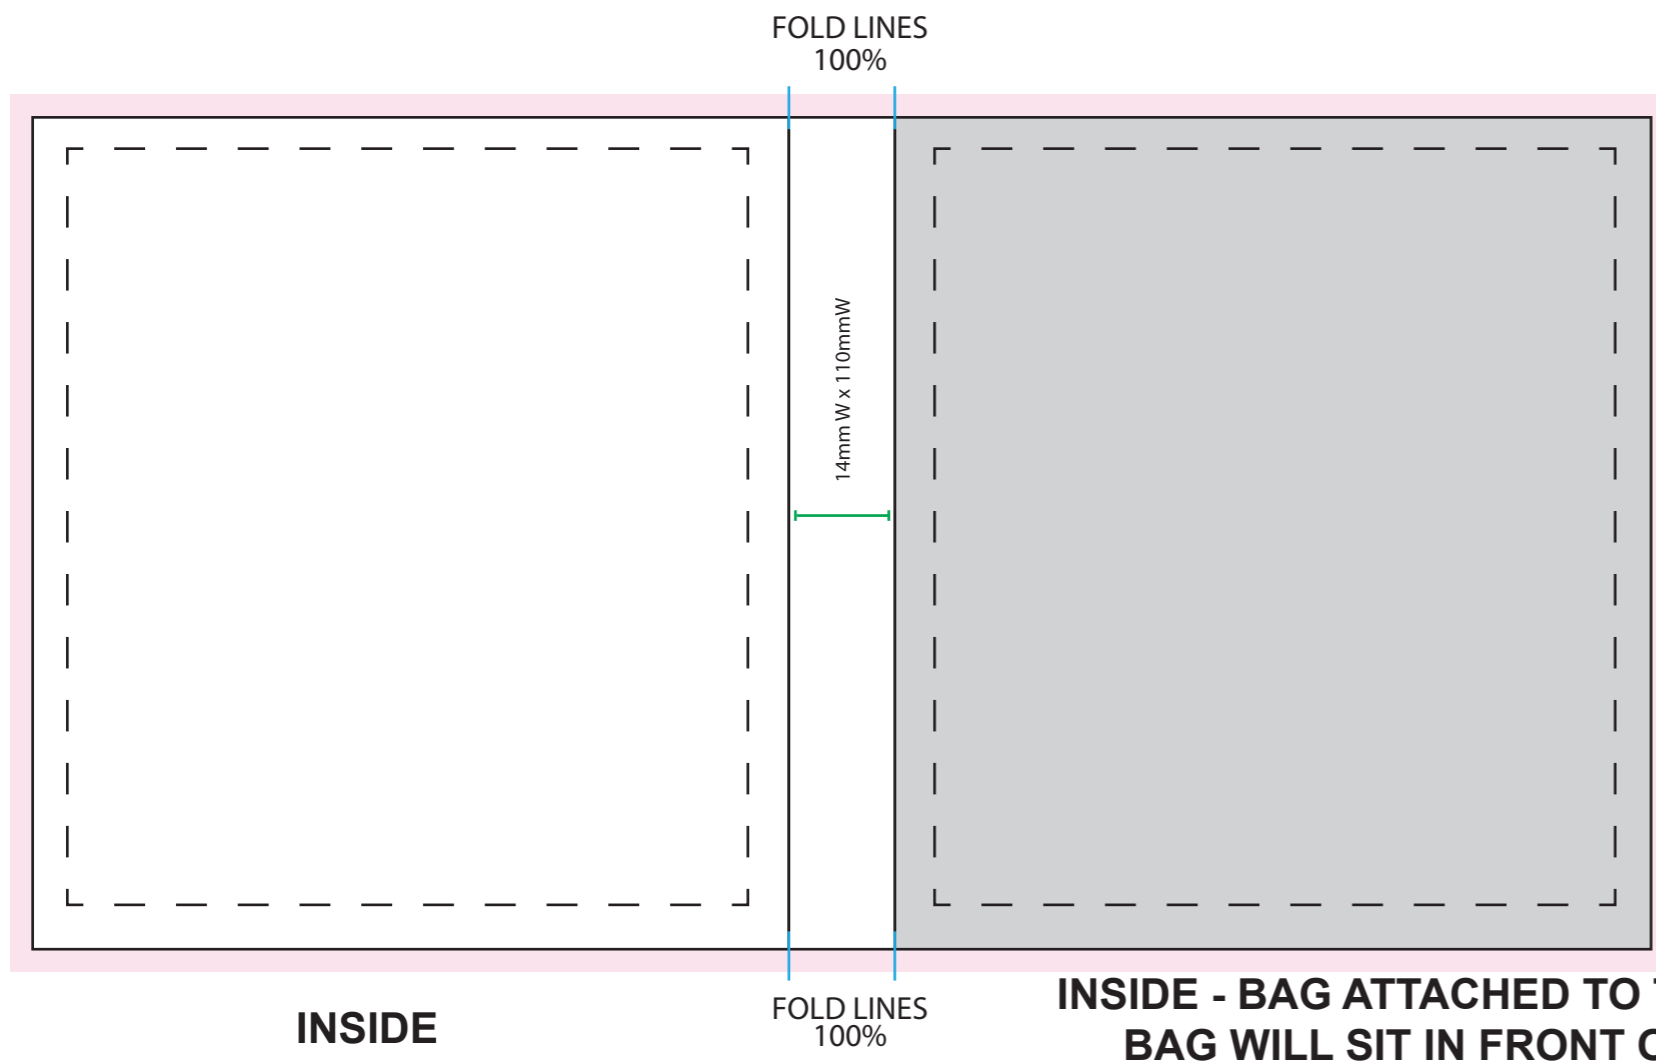 FOLD LINES
100%
14mm W x 110mmW
INSIDE
FOLD LINES
100%
INSIDE - BAG ATTACHED TO
BAG WILL SIT IN FRONT